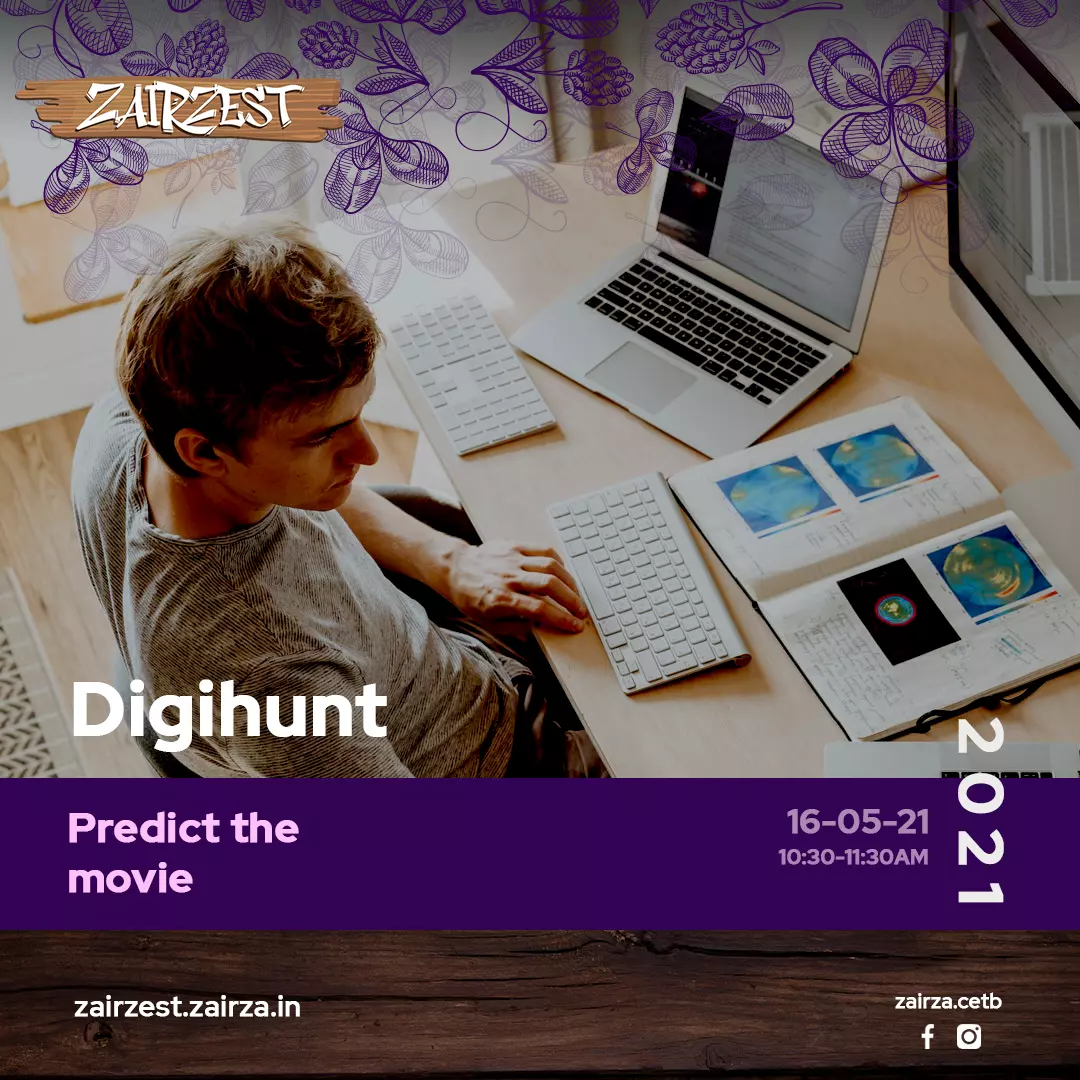 ZAIRZEST
Digihunt
Predict the
movie
16-05-21
10:30-11:30AM
2021
zairzest.zairza.in
zairza.cetb